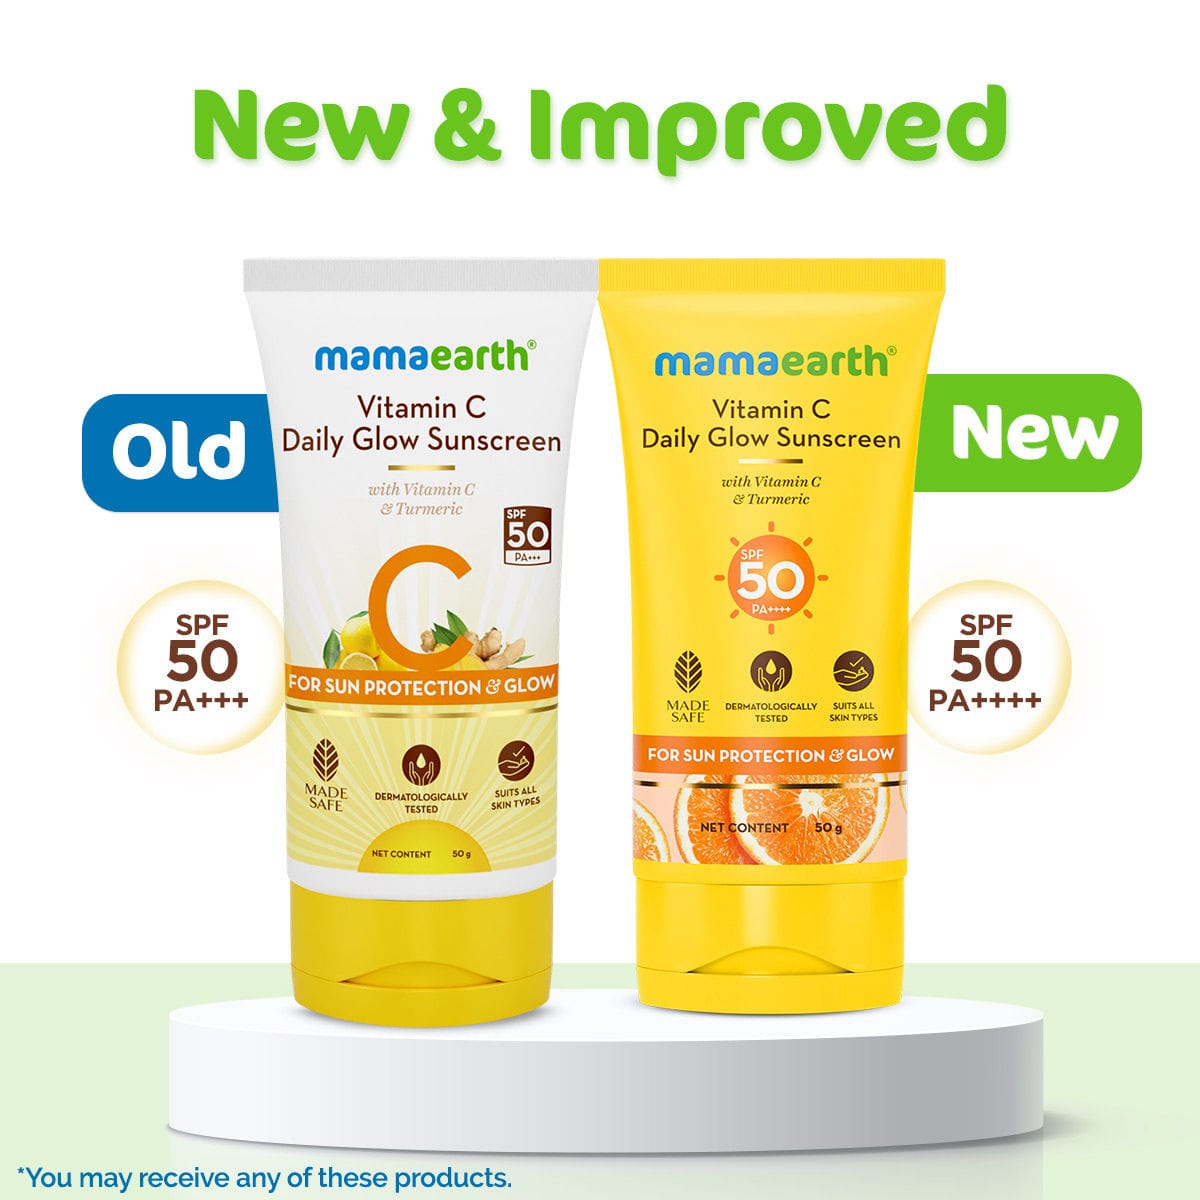 New & Improved
Old
SPF
50
PA+++
mamaearth®
Vitamin C
Daily Glow Sunscreen
with Vitamin C
& Turmeric
SPF
50
PA+++
C
FOR SUN PROTECTION & GLOW
MADE
SAFE
DERMATOLOGICALLY
TESTED
SUITS ALL
SKIN TYPES
NET CONTENT 50 g
mamaearth®
Vitamin C
Daily Glow Sunscreen
with Vitamin C
& Turmeric
SPF
50
PA++++
MADE
SAFE
DERMATOLOGICALLY
TESTED
SUITS ALL
SKIN TYPES
FOR SUN PROTECTION & GLOW
NET CONTENT 50 g
New
SPF
50
PA++++
*You may receive any of these products.